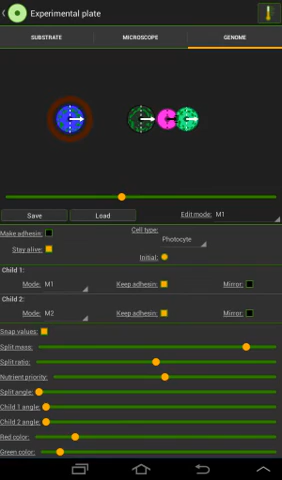 Experimental plate
SUBSTRATE MICROSCOPE GENOME
Save Load Edit mode: M1
Make adhesin: Cell type:
Photocyte
Stay alive: Initial:
Child 1:
Mode: M1 Keep adhesin: Mirror:
Child 2:
Mode: M2 Keep adhesin: Mirror:
Snap values:
Split mass:
Split ratio:
Nutrient priority:
Split angle:
Child 1 angle:
Child 2 angle:
Red color:
Green color: